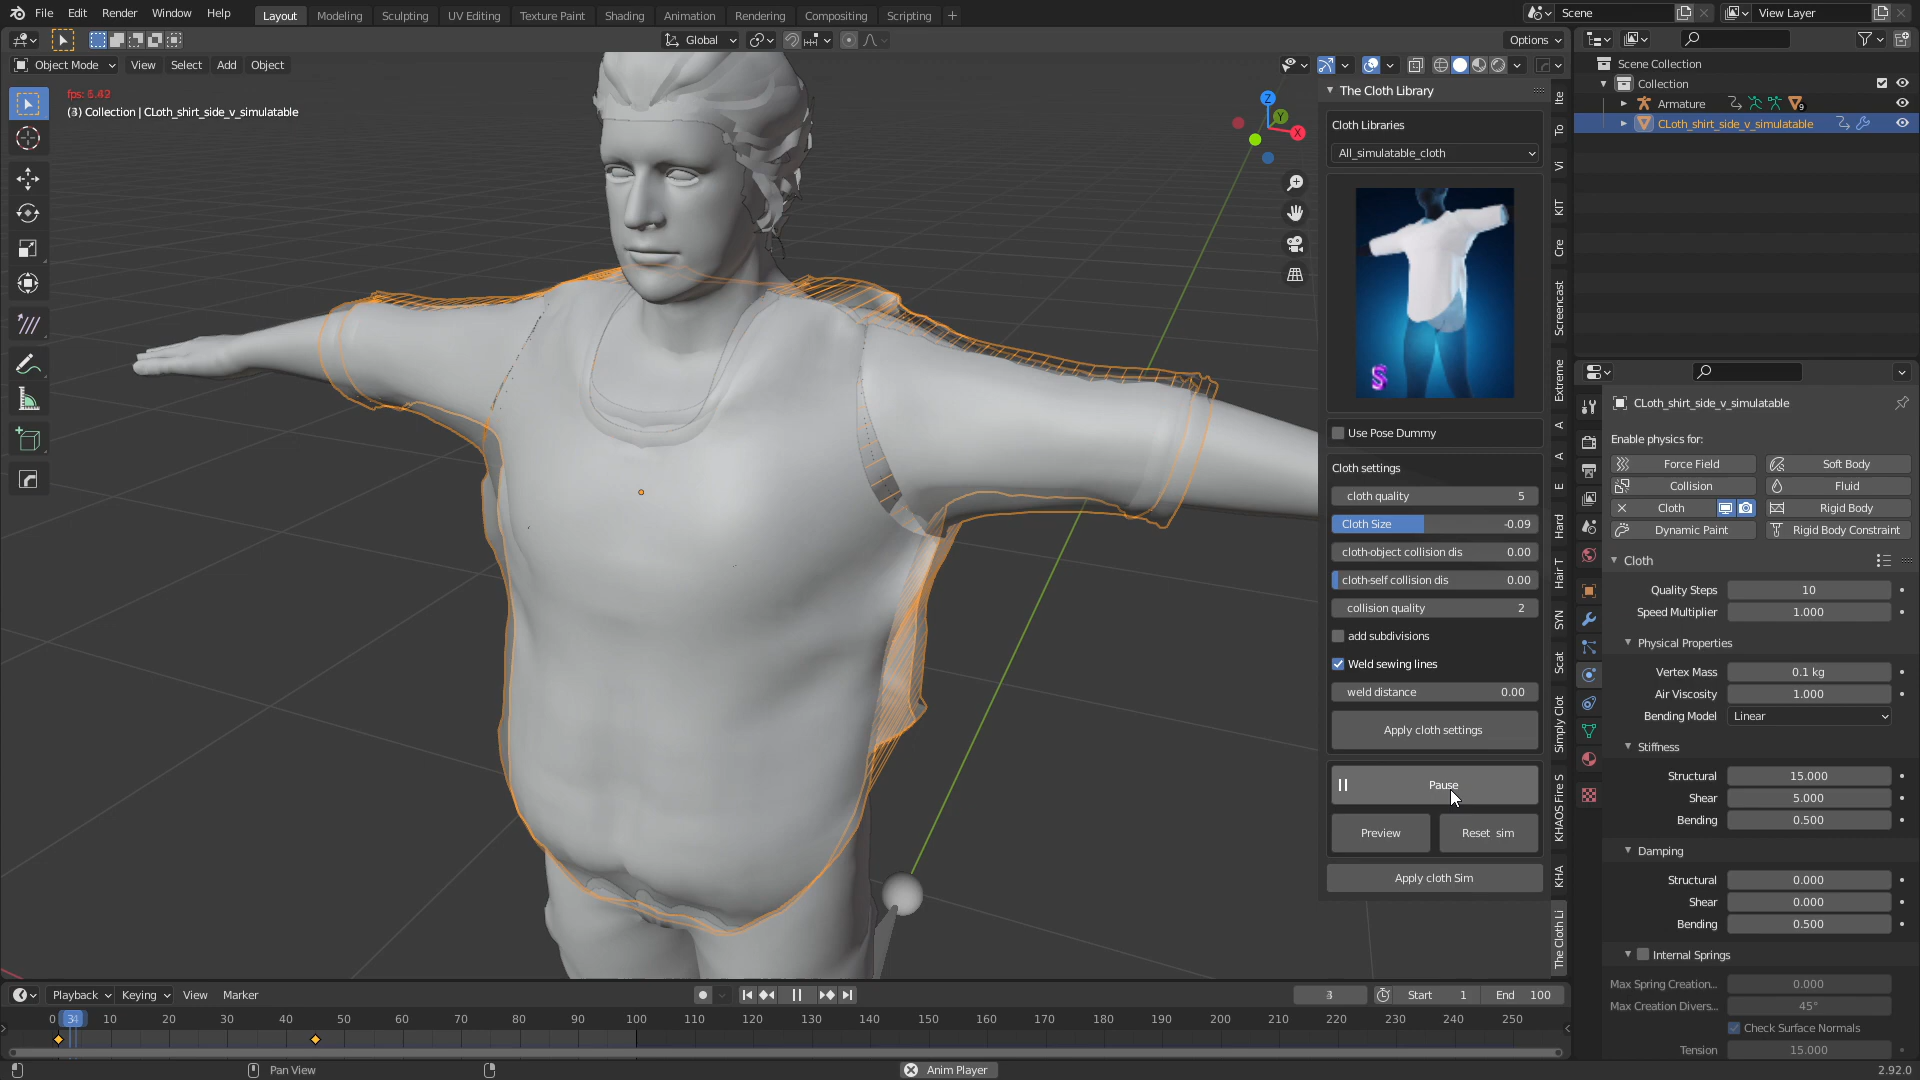 File Edit Render Window Help
Layout Modeling Sculpting UV Editing Texture Paint Shading Animation Rendering Compositing Scripting +
Scene
View Layer
Global
Options
Object Mode View Select Add Object
fps: 5.42
(3) Collection | CLoth_shirt_side_v_simulatable
Z
Y
X
The Cloth Library
Cloth Libraries
All_simulatable_cloth
Use Pose Dummy
Cloth settings
cloth quality 5
Cloth Size -0.09
cloth-object collision dis 0.00
cloth-self collision dis 0.00
collision quality 2
add subdivisions
Weld sewing lines
weld distance 0.00
Apply cloth settings
Pause
Preview Reset sim
Apply cloth Sim
Ite
To
Vi
KIT
Cre
Screencast
Extreme
A
A
E
Hard
Hair T
SYN
Scat
Simply Clot
KHAOS Fire S
KHA
The Cloth Li
Scene Collection
Collection
Armature 9
CLoth_shirt_side_v_simulatable
CLoth_shirt_side_v_simulatable
Enable physics for:
Force Field Soft Body
Collision Fluid
Cloth Rigid Body
Dynamic Paint Rigid Body Constraint
Cloth
Quality Steps 10
Speed Multiplier 1.000
Physical Properties
Vertex Mass 0.1 kg
Air Viscosity 1.000
Bending Model Linear
Stiffness
Structural 15.000
Shear 5.000
Bending 0.500
Damping
Structural 0.000
Shear 0.000
Bending 0.500
Internal Springs
Max Spring Creation... 0.000
Max Creation Divers... 45°
Check Surface Normals
Tension 15.000
Playback Keying View Marker
Start 1 End 100
0 10 20 30 40 50 60 70 80 90 100 110 120 130 140 150 160 170 180 190 200 210 220 230 240 250
Pan View
Anim Player
2.92.0